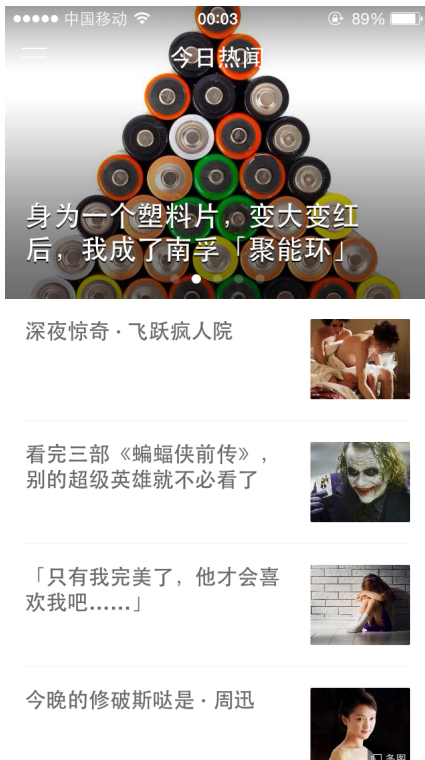 中国移动 00:03 89%
今日热闻
身为一个塑料片，变大变红
后，我成了南孚「聚能环」
深夜惊奇 · 飞跃疯人院
看完三部《蝙蝠侠前传》，
别的超级英雄就不必看了
「只有我完美了，他才会喜
欢我吧……」
今晚的修破斯哒是 · 周迅
多图